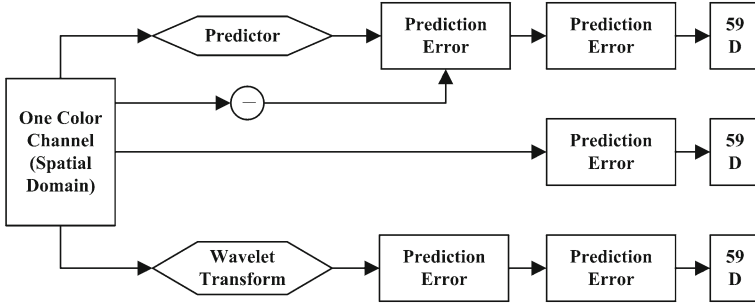 Predictor
Prediction
Error
Prediction
Error
59
D
—
One Color
Channel
(Spatial
Domain)
Prediction
Error
59
D
Wavelet
Transform
Prediction
Error
Prediction
Error
59
D